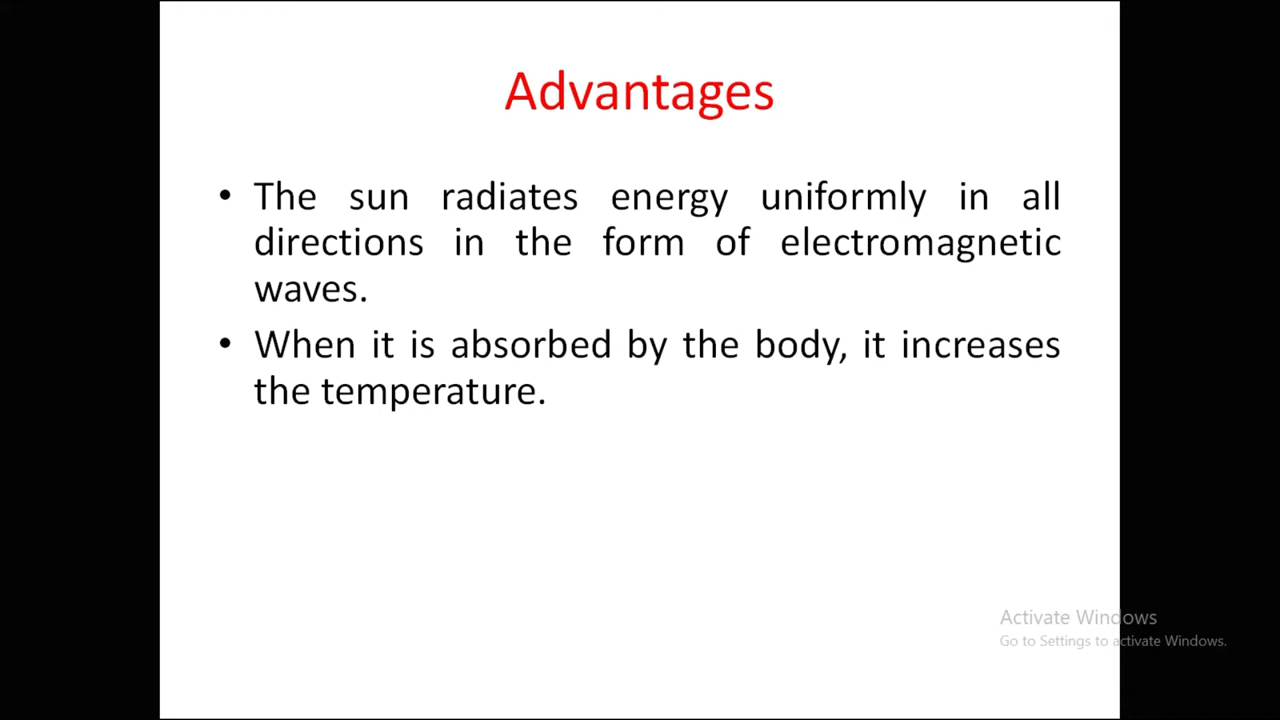 Advantages
• The sun radiates energy uniformly in all
directions in the form of electromagnetic
waves.
• When it is absorbed by the body, it increases
the temperature.
Activate Windows
Go to Settings to activate Windows.